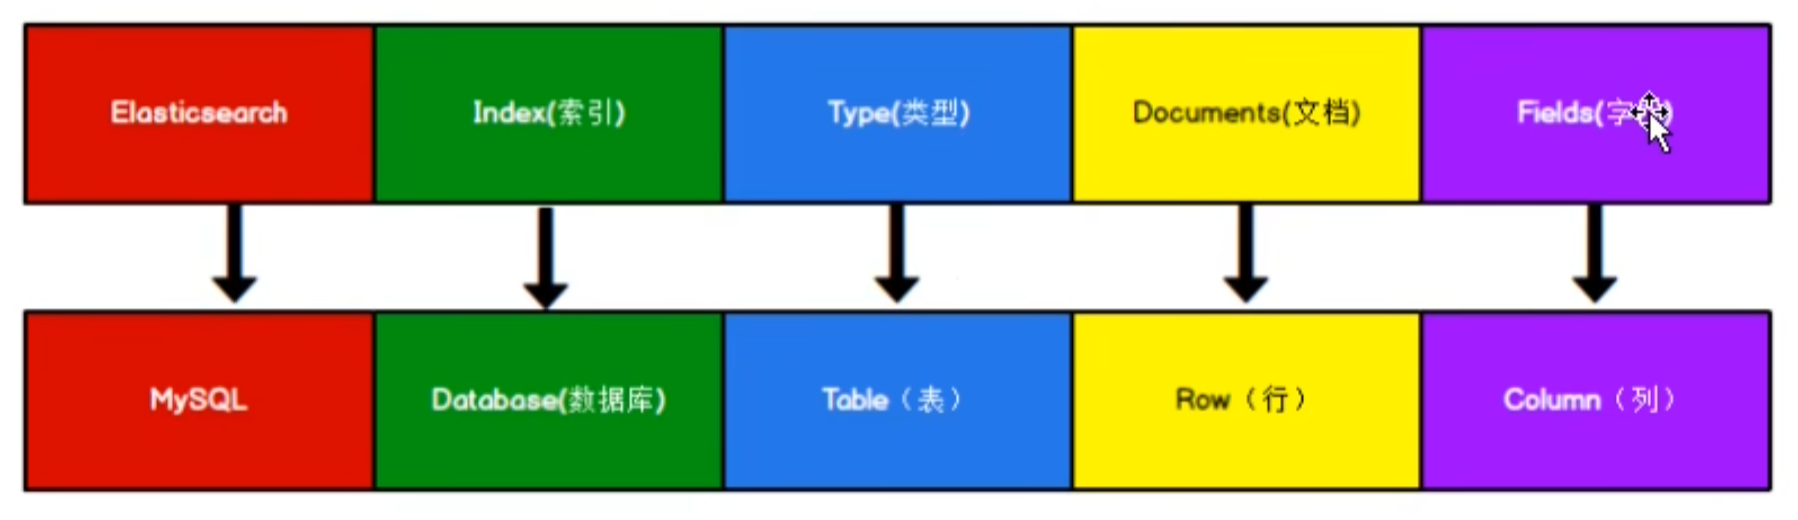 Elasticsearch
Index(索引)
Type(类型)
Documents(文档)
Fields(字
MySQL
Database(数据库)
Table（表）
Row（行）
Column（列）